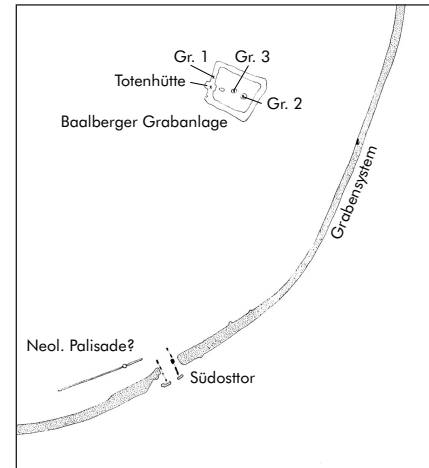 Gr. 1 Gr. 3
Totenhütte
Gr. 2
Baalberger Grabanlage
Grabensystem
Neol. Palisade?
Südosttor